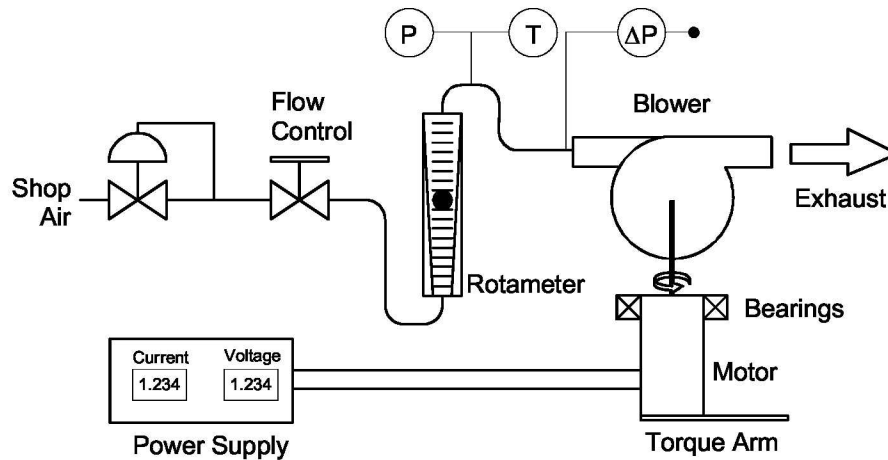 P
T
ΔP
Flow
Control
Blower
Shop
Air
Exhaust
Rotameter
Bearings
Current
Voltage
1.234
1.234
Motor
Power Supply
Torque Arm